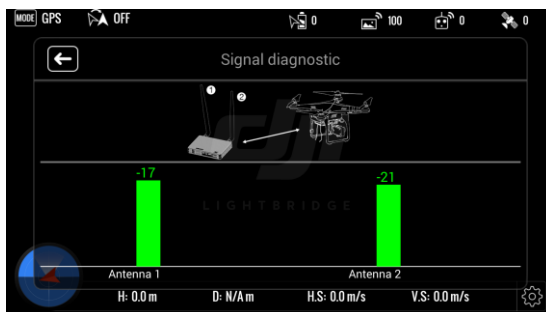 MODE GPS OFF 0 100 0 0
Signal diagnostic
1 2
-17 -21
LIGHTBRIDGE
Antenna 1 Antenna 2
H: 0.0 m D: N/A m H.S: 0.0 m/s V.S: 0.0 m/s